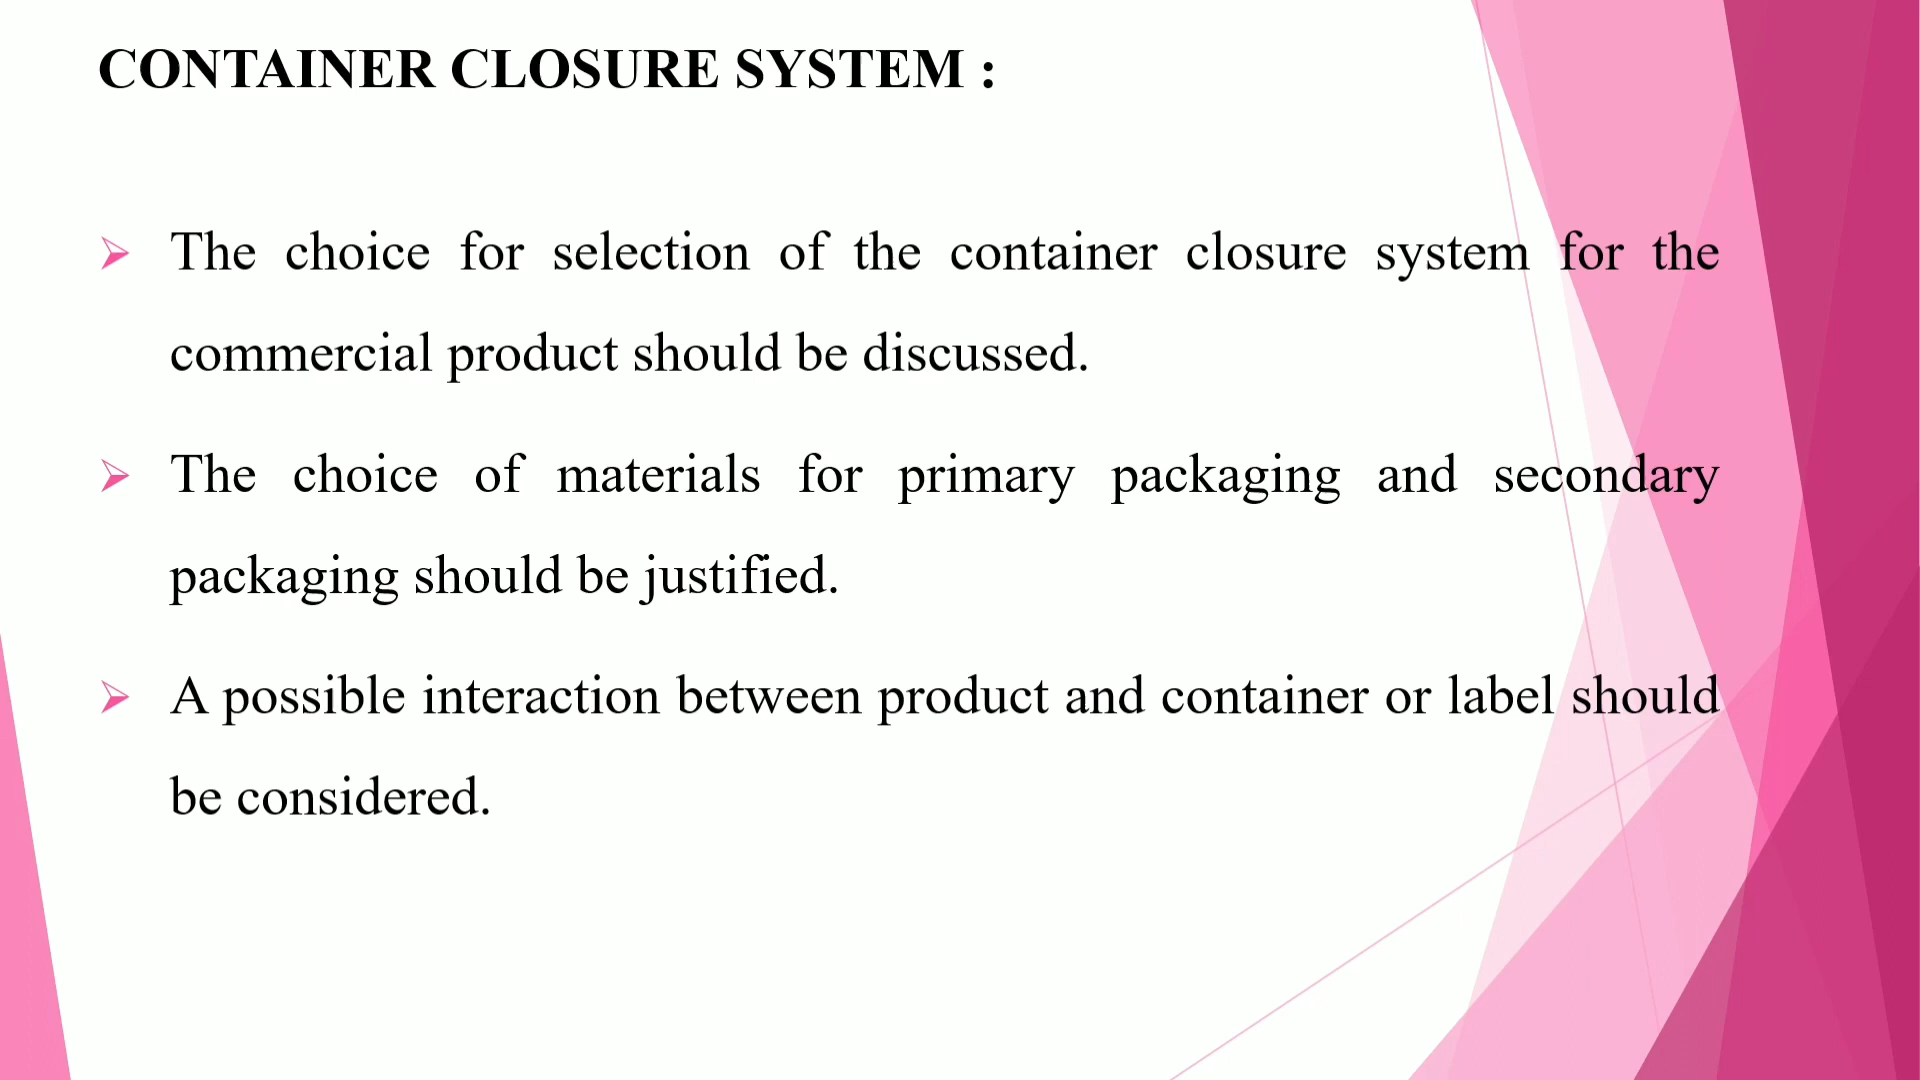 CONTAINER CLOSURE SYSTEM :
The choice for selection of the container closure system for the
commercial product should be discussed.
The choice of materials for primary packaging and secondary
packaging should be justified.
A possible interaction between product and container or label should
be considered.